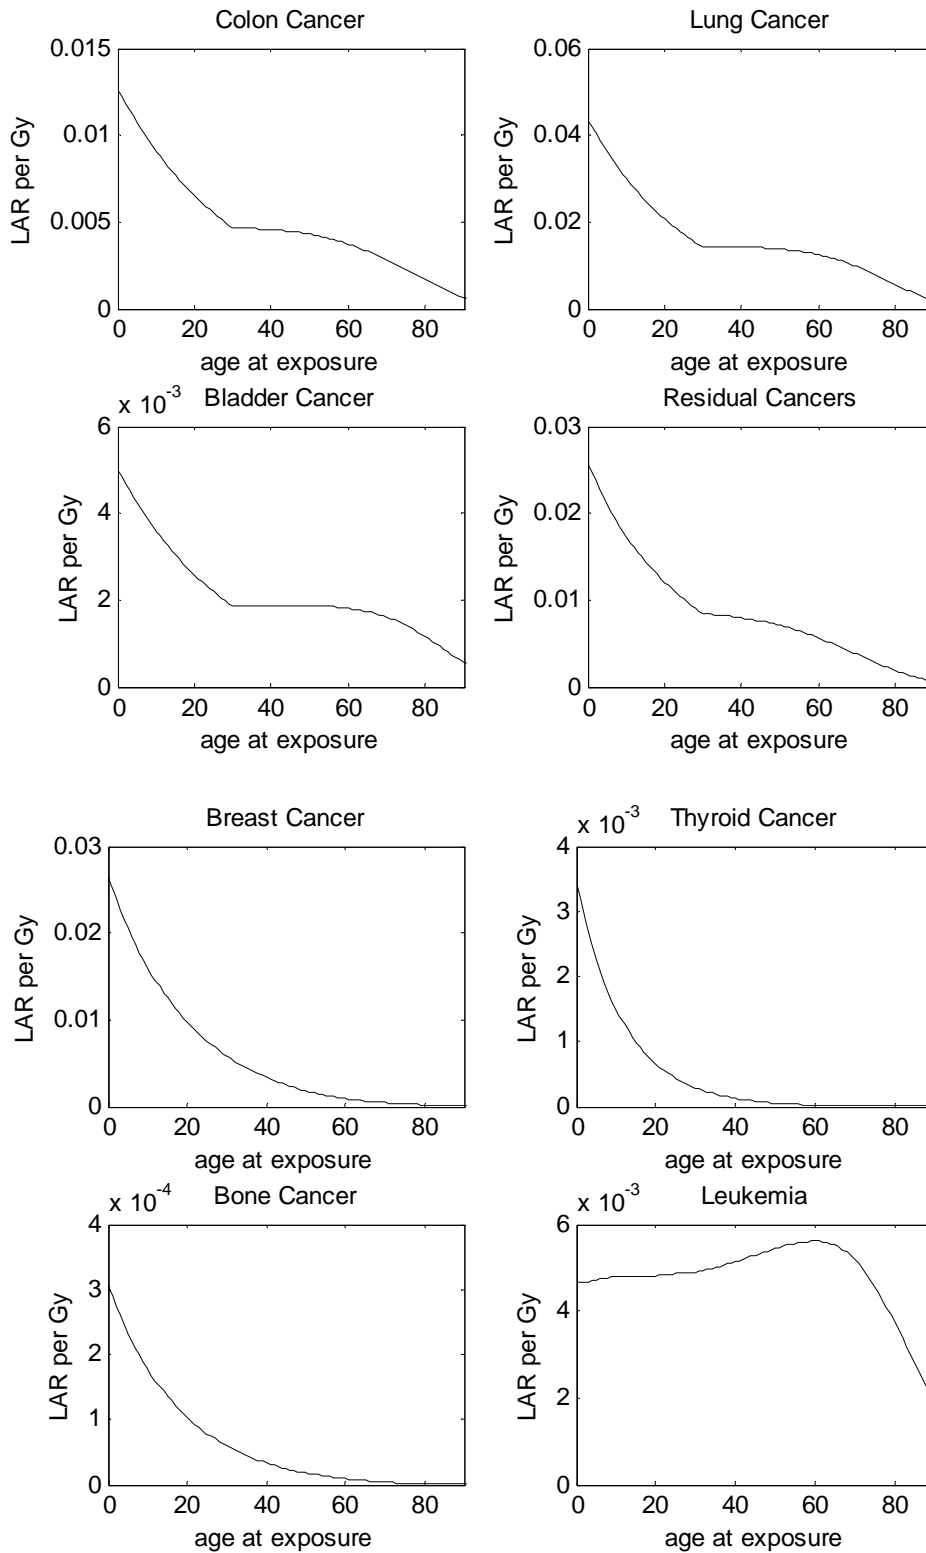 Colon Cancer
0.015
0.01
0.005
0
LAR per Gy
0 20 40 60 80
age at exposure
Lung Cancer
0.06
0.04
0.02
0
LAR per Gy
0 20 40 60 80
age at exposure
x 10^-3 Bladder Cancer
6
4
2
0
LAR per Gy
0 20 40 60 80
age at exposure
Residual Cancers
0.03
0.02
0.01
0
LAR per Gy
0 20 40 60 80
age at exposure
Breast Cancer
0.03
0.02
0.01
0
LAR per Gy
0 20 40 60 80
age at exposure
x 10^-3 Thyroid Cancer
4
3
2
1
0
LAR per Gy
0 20 40 60 80
age at exposure
x 10^-4 Bone Cancer
4
3
2
1
0
LAR per Gy
0 20 40 60 80
age at exposure
x 10^-3 Leukemia
6
4
2
0
LAR per Gy
0 20 40 60 80
age at exposure